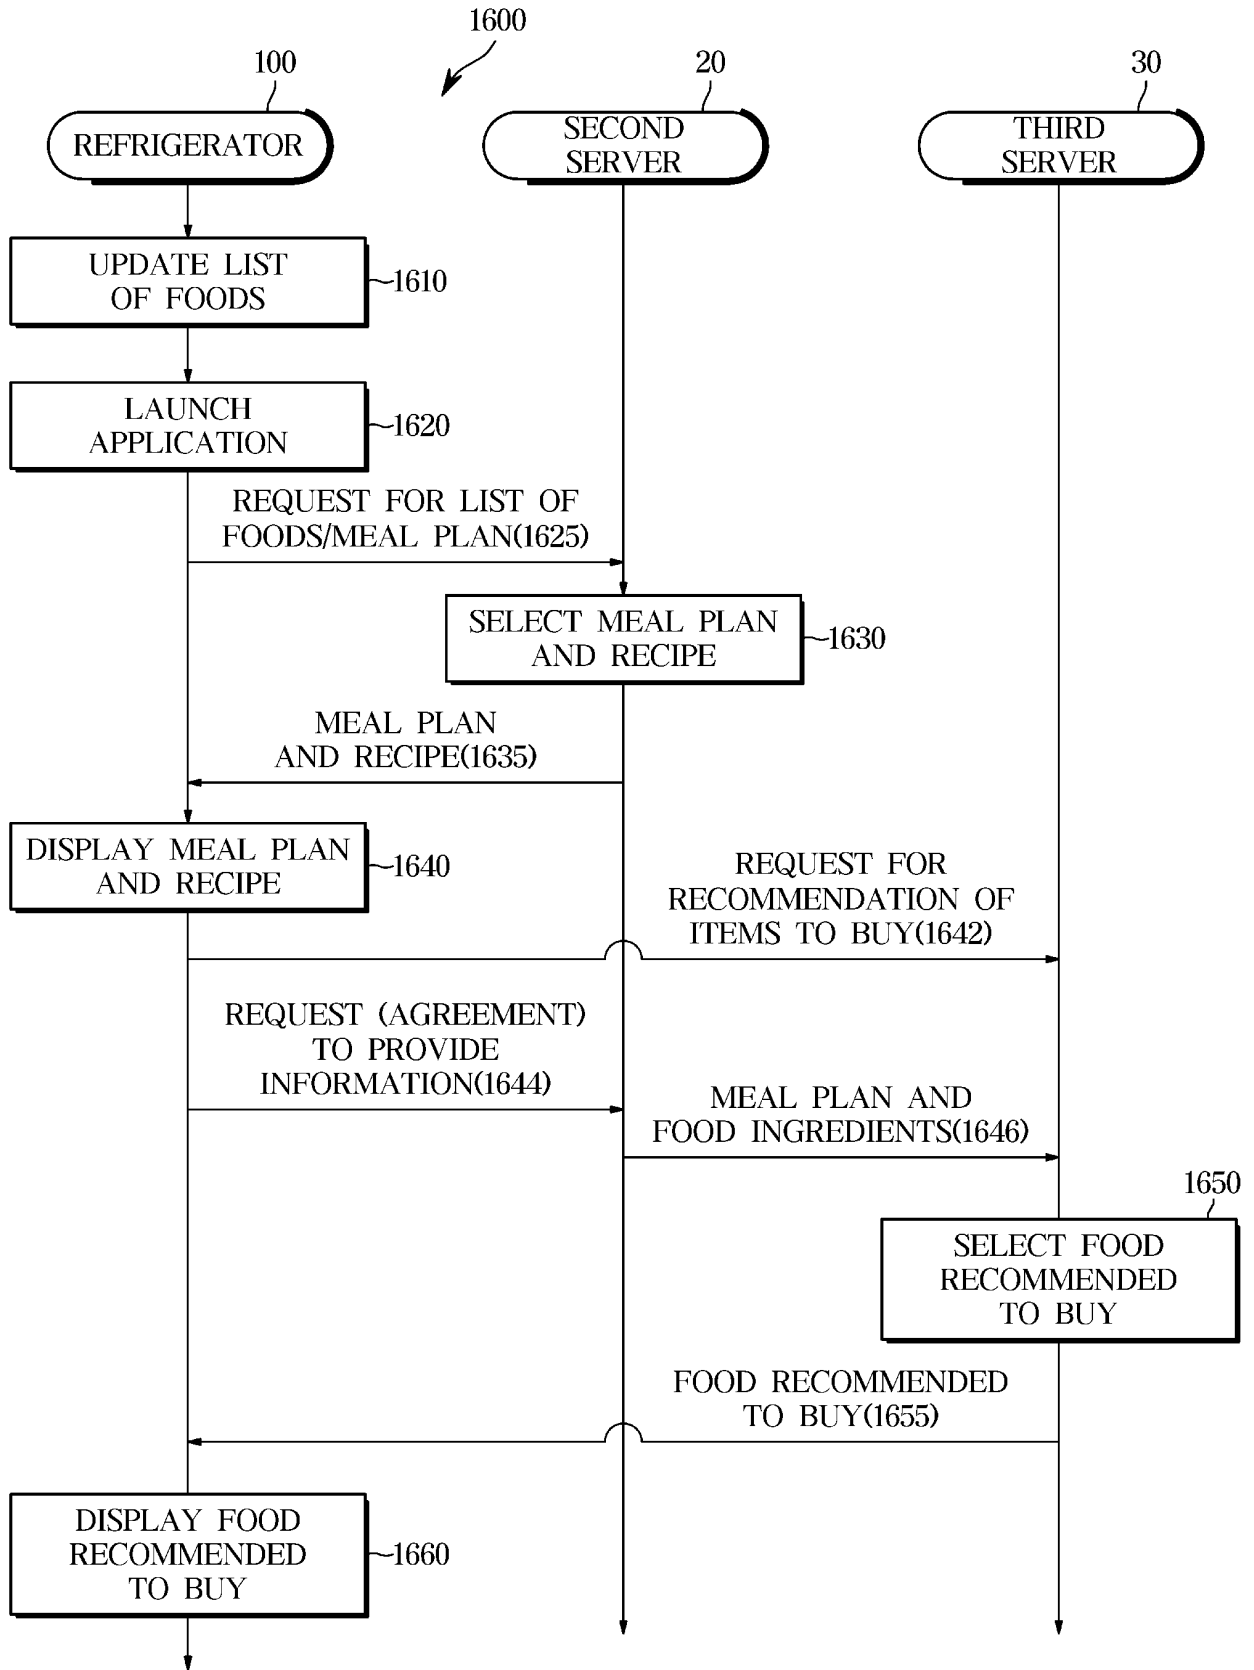 1600
100
20
30
REFRIGERATOR
SECOND
SERVER
THIRD
SERVER
UPDATE LIST
OF FOODS
1610
LAUNCH
APPLICATION
1620
REQUEST FOR LIST OF
FOODS/MEAL PLAN(1625)
SELECT MEAL PLAN
AND RECIPE
1630
MEAL PLAN
AND RECIPE(1635)
DISPLAY MEAL PLAN
AND RECIPE
1640
REQUEST FOR
RECOMMENDATION OF
ITEMS TO BUY(1642)
REQUEST (AGREEMENT)
TO PROVIDE
INFORMATION(1644)
MEAL PLAN AND
FOOD INGREDIENTS(1646)
1650
SELECT FOOD
RECOMMENDED
TO BUY
FOOD RECOMMENDED
TO BUY(1655)
DISPLAY FOOD
RECOMMENDED
TO BUY
1660